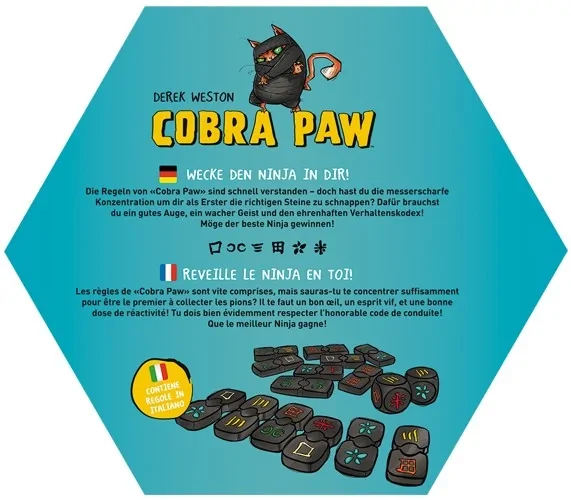 DEREK WESTON
COBRA PAW
WECKE DEN NINJA IN DIR!
Die Regeln von «Cobra Paw» sind schnell verstanden – doch hast du die messerscharfe
Konzentration um dir als Erster die richtigen Steine zu schnappen? Dafür brauchst
du ein gutes Auge, ein wacher Geist und den ehrenhaften Verhaltenskodex!
Möge der beste Ninja gewinnen!
REVEILLE LE NINJA EN TOI!
Les règles de «Cobra Paw» sont vite comprises, mais sauras-tu te concentrer suffisamment
pour être le premier à collecter les pions? Il te faut un bon œil, un esprit vif, et une bonne
dose de réactivité! Tu dois bien évidemment respecter l'honorable code de conduite!
Que le meilleur Ninja gagne!
CONTIENE
REGOLE IN
ITALIANO